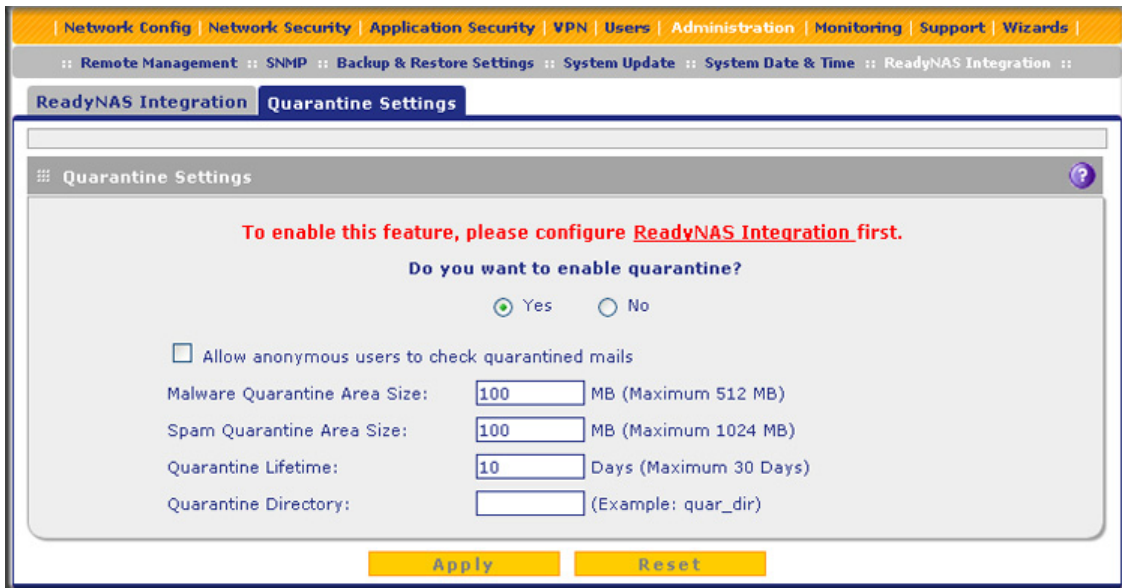 | Network Config | Network Security | Application Security | VPN | Users | Administration | Monitoring | Support | Wizards |
:: Remote Management :: SNMP :: Backup & Restore Settings :: System Update :: System Date & Time :: ReadyNAS Integration ::
ReadyNAS Integration Quarantine Settings
Quarantine Settings ?
To enable this feature, please configure ReadyNAS Integration first.
Do you want to enable quarantine?
Yes No
Allow anonymous users to check quarantined mails
Malware Quarantine Area Size: 100 MB (Maximum 512 MB)
Spam Quarantine Area Size: 100 MB (Maximum 1024 MB)
Quarantine Lifetime: 10 Days (Maximum 30 Days)
Quarantine Directory: (Example: quar_dir)
Apply Reset